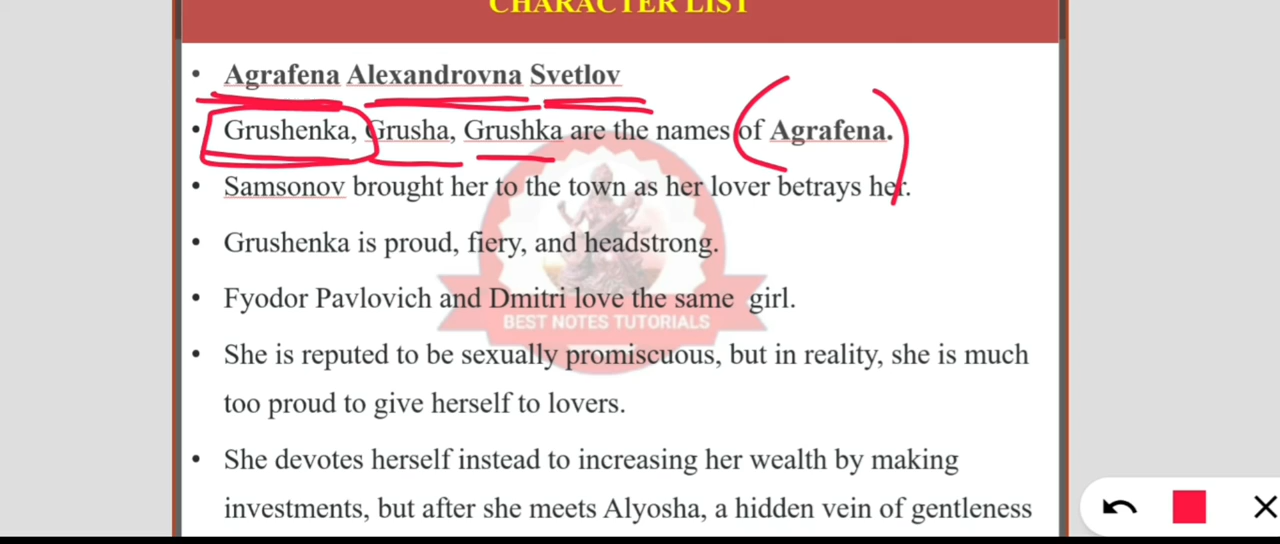 CHARACTER LIST
• Agrafena Alexandrovna Svetlov
• Grushenka, Grusha, Grushka are the names of Agrafena.
• Samsonov brought her to the town as her lover betrays her.
• Grushenka is proud, fiery, and headstrong.
• Fyodor Pavlovich and Dmitri love the same girl.
BEST NOTES TUTORIALS
• She is reputed to be sexually promiscuous, but in reality, she is much
too proud to give herself to lovers.
• She devotes herself instead to increasing her wealth by making
investments, but after she meets Alyosha, a hidden vein of gentleness